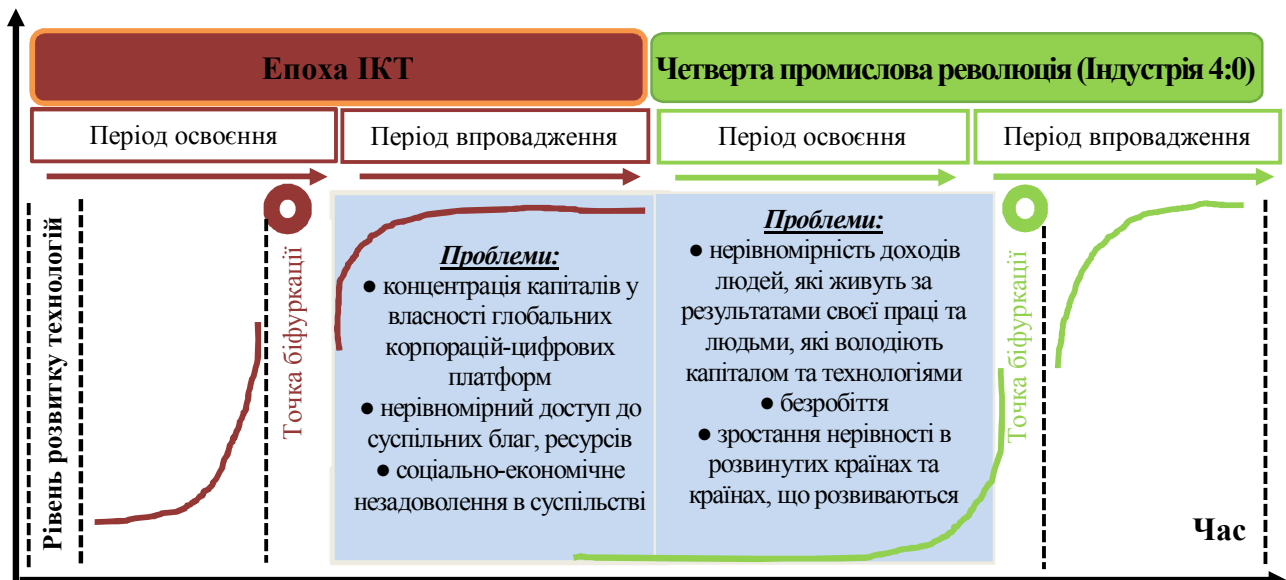 Епоха ІКТ
Четверта промислова революція (Індустрія 4:0)
Період освоєння
Період впровадження
Період освоєння
Період впровадження
Рівень розвитку технологій
Точка біфуркації
Проблеми:
● концентрація капіталів у
власності глобальних
корпорацій-цифрових
платформ
● нерівномірний доступ до
суспільних благ, ресурсів
● соціально-економічне
незадоволення в суспільстві
Проблеми:
● нерівномірність доходів
людей, які живуть за
результатами своєї праці та
людьми, які володіють
капіталом та технологіями
● безробіття
● зростання нерівності в
розвинутих країнах та
країнах, що розвиваються
Точка біфуркації
Час